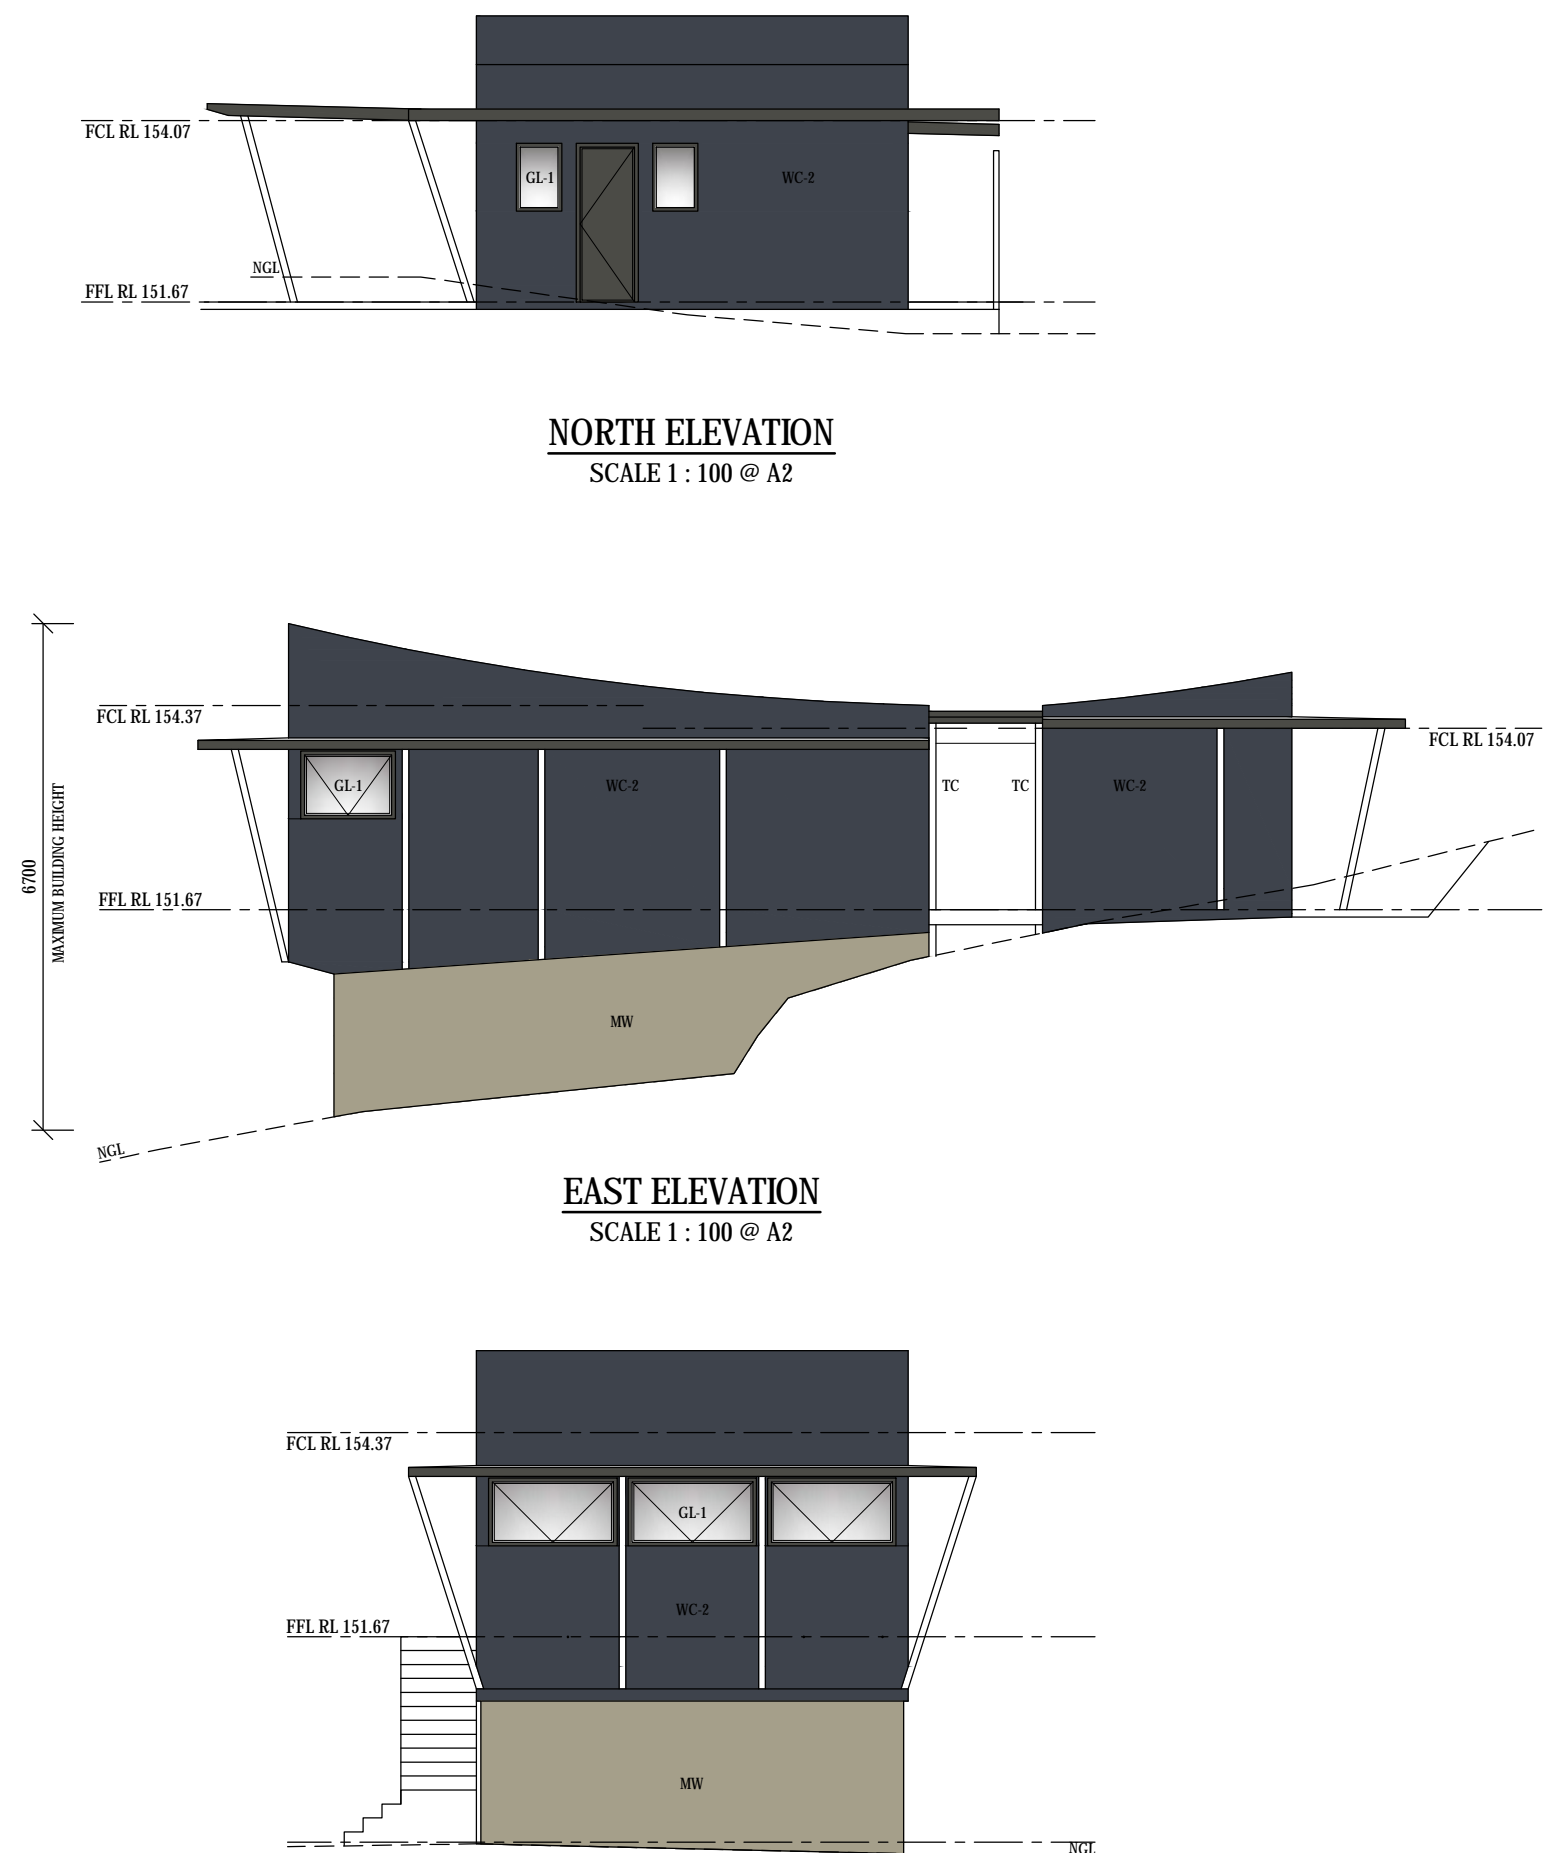 FCL RL 154.07
GL-1
WC-2
NGL
FFL RL 151.67
NORTH ELEVATION
SCALE 1 : 100 @ A2
6700
MAXIMUM BUILDING HEIGHT
FCL RL 154.37
FCL RL 154.07
GL-1
WC-2
TC
TC
WC-2
FFL RL 151.67
MW
NGL
EAST ELEVATION
SCALE 1 : 100 @ A2
FCL RL 154.37
GL-1
WC-2
FFL RL 151.67
MW
NGL